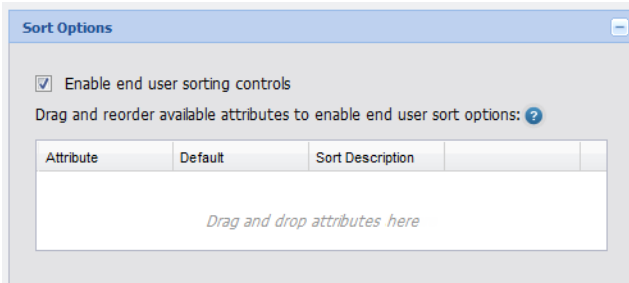 Sort Options
Enable end user sorting controls
Drag and reorder available attributes to enable end user sort options: ?
Attribute Default Sort Description
Drag and drop attributes here